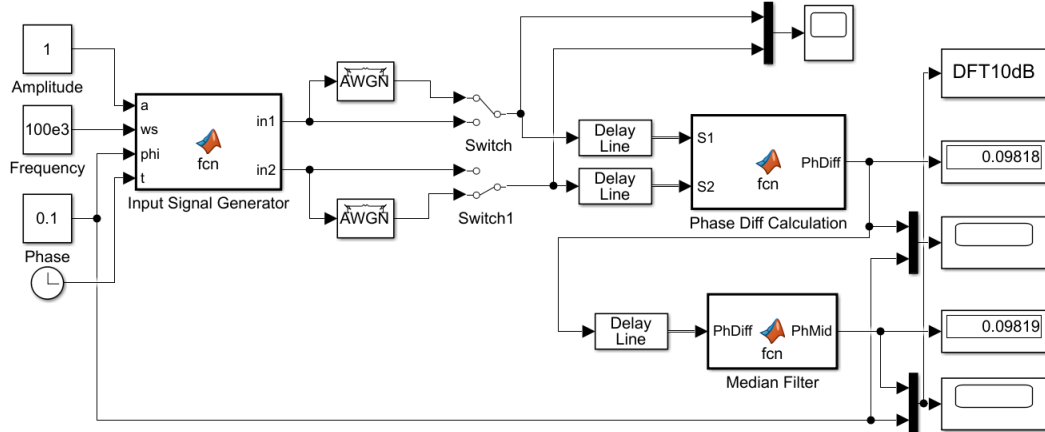 1
Amplitude
100e3
Frequency
0.1
Phase
a
ws
phi
t
in1
in2
fcn
Input Signal Generator
AWGN
AWGN
Switch
Switch1
Delay
Line
Delay
Line
S1
S2
PhDiff
fcn
Phase Diff Calculation
Delay
Line
PhDiff
PhMid
fcn
Median Filter
DFT10dB
0.09818
0.09819